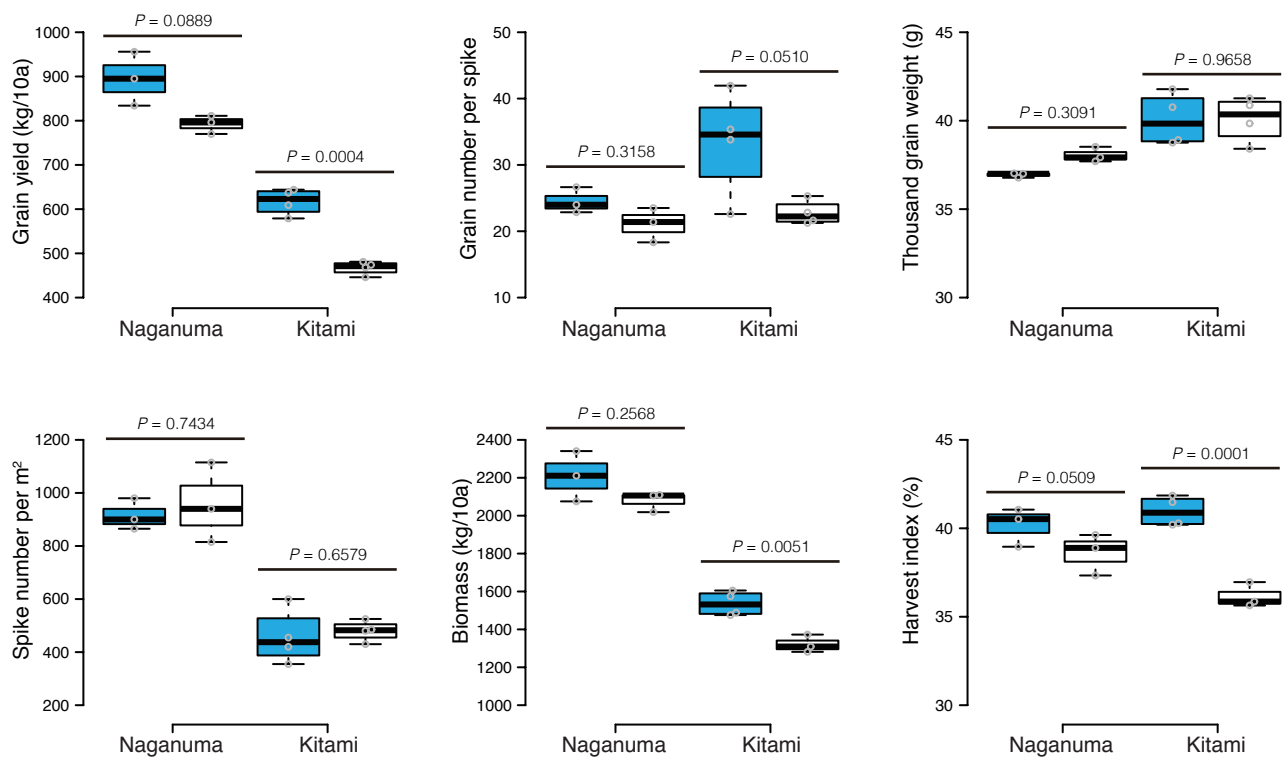 Grain yield (kg/10a)
1000
900
800
700
600
500
400
P = 0.0889
P = 0.0004
Naganuma
Kitami
Grain number per spike
50
40
30
20
10
P = 0.3158
P = 0.0510
Naganuma
Kitami
Thousand grain weight (g)
45
40
35
30
P = 0.3091
P = 0.9658
Naganuma
Kitami
Spike number per m²
1200
1000
800
600
400
200
P = 0.7434
P = 0.6579
Naganuma
Kitami
Biomass (kg/10a)
2400
2200
2000
1800
1600
1400
1200
1000
P = 0.2568
P = 0.0051
Naganuma
Kitami
Harvest index (%)
45
40
35
30
P = 0.0509
P = 0.0001
Naganuma
Kitami